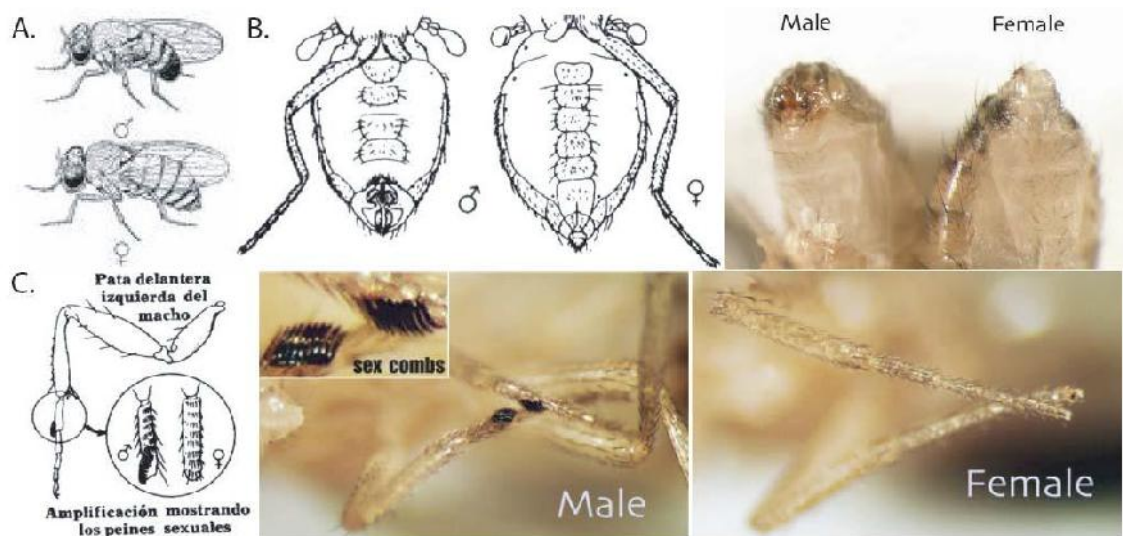 A.
♂
♀
B.
♂
♀
Male
Female
C.
Pata delantera
izquierda del
macho
♂
♀
Amplificación mostrando
los peines sexuales
sex combs
Male
Female